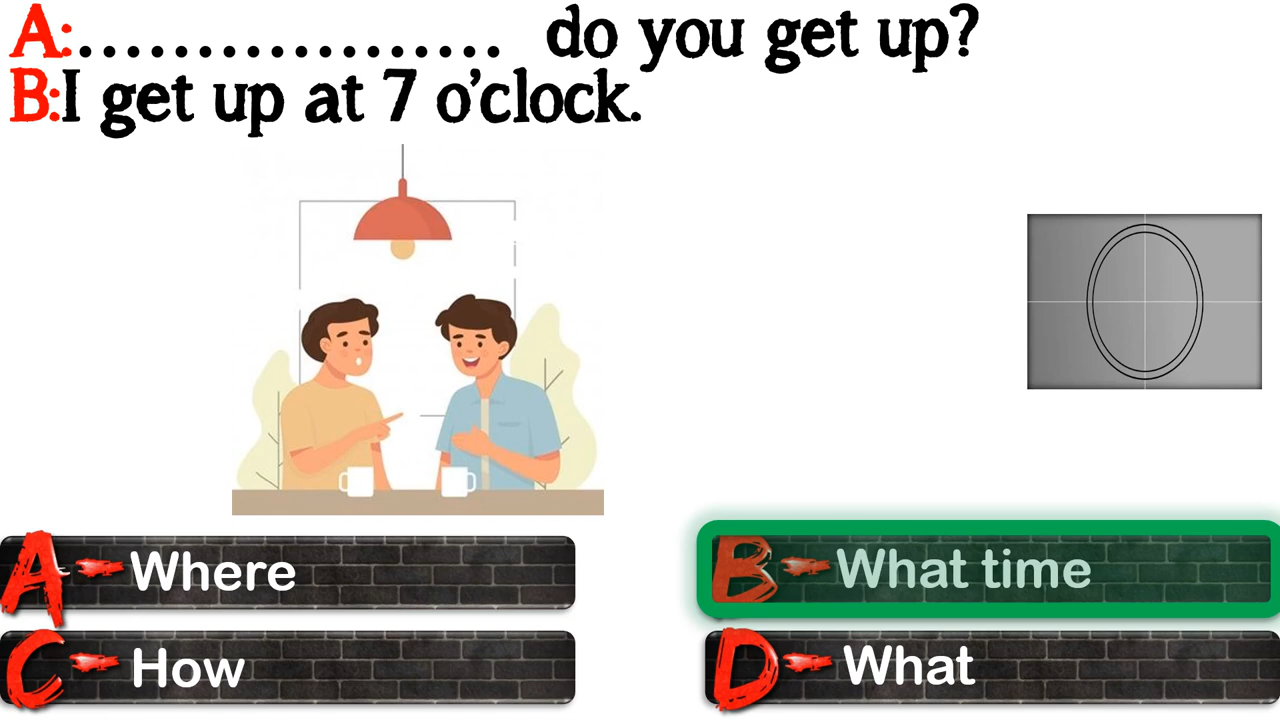 A:.................. do you get up?
B:I get up at 7 o'clock.
A- Where
B- What time
C- How
D- What